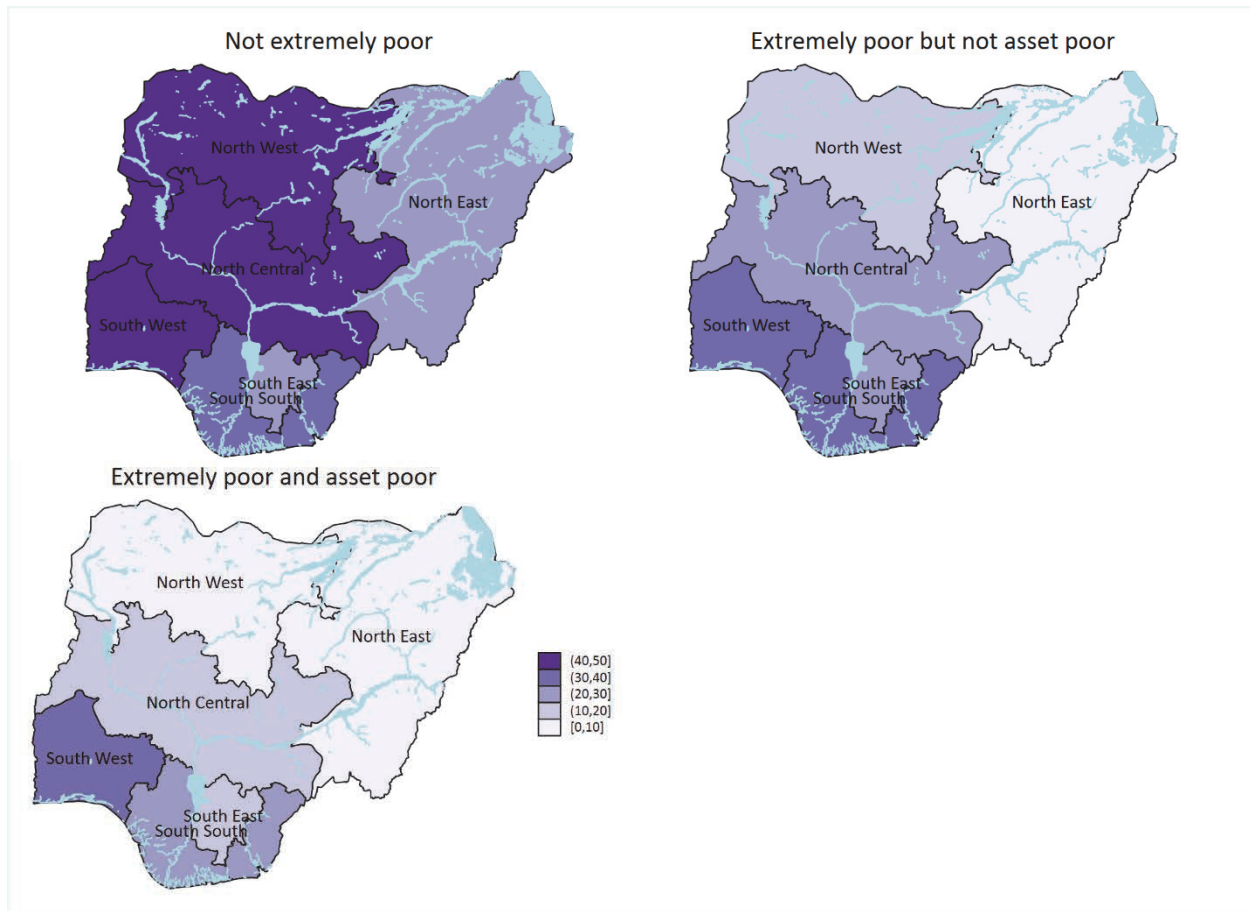 Not extremely poor
North West
North East
North Central
South West
South East
South South
Extremely poor but not asset poor
North West
North East
North Central
South West
South East
South South
Extremely poor and asset poor
North West
North East
North Central
South West
South East
South South
(40,50]
(30,40]
(20,30]
(10,20]
[0,10]